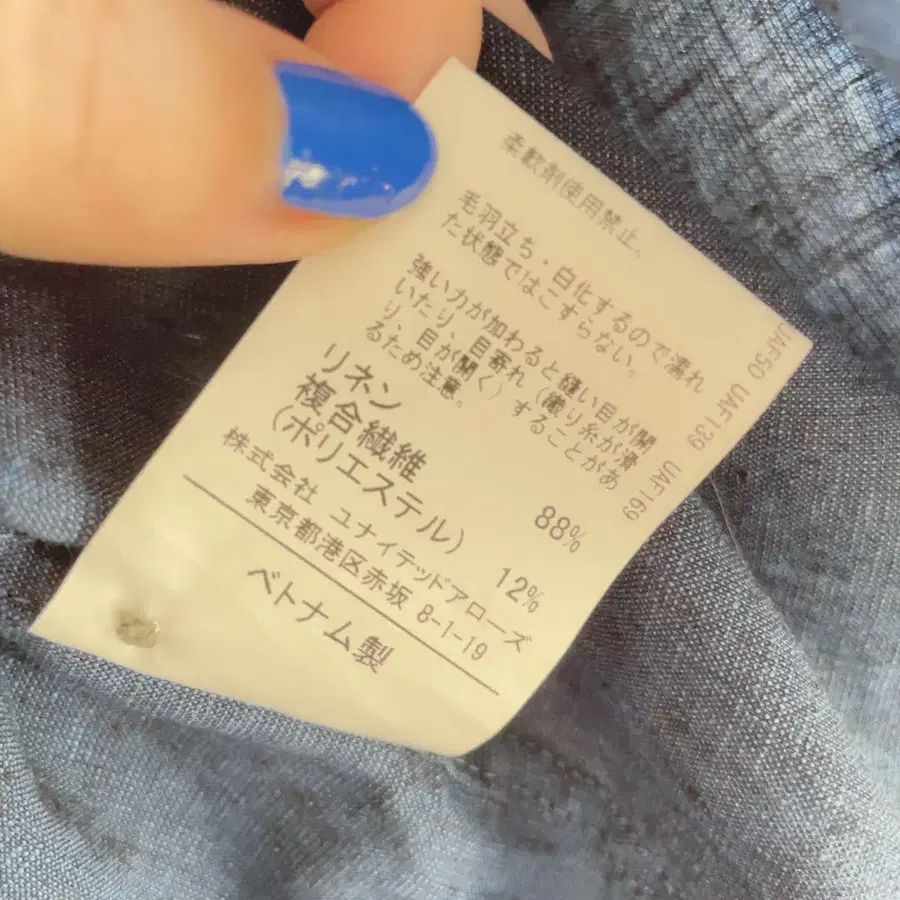 柔軟剤使用禁止。
毛羽立ち・白化するので濡れ
た状態ではこすらない。
強い力が加わると縫い目が開
いたり、目寄れ（織り糸が滑
り、目が開く）することがあ
るため注意。
リネン 88%
複合繊維
（ポリエステル） 12%
株式会社 ユナイテッドアローズ
東京都港区赤坂 8-1-19
ベトナム製
UAF50 UAF139 UAF169